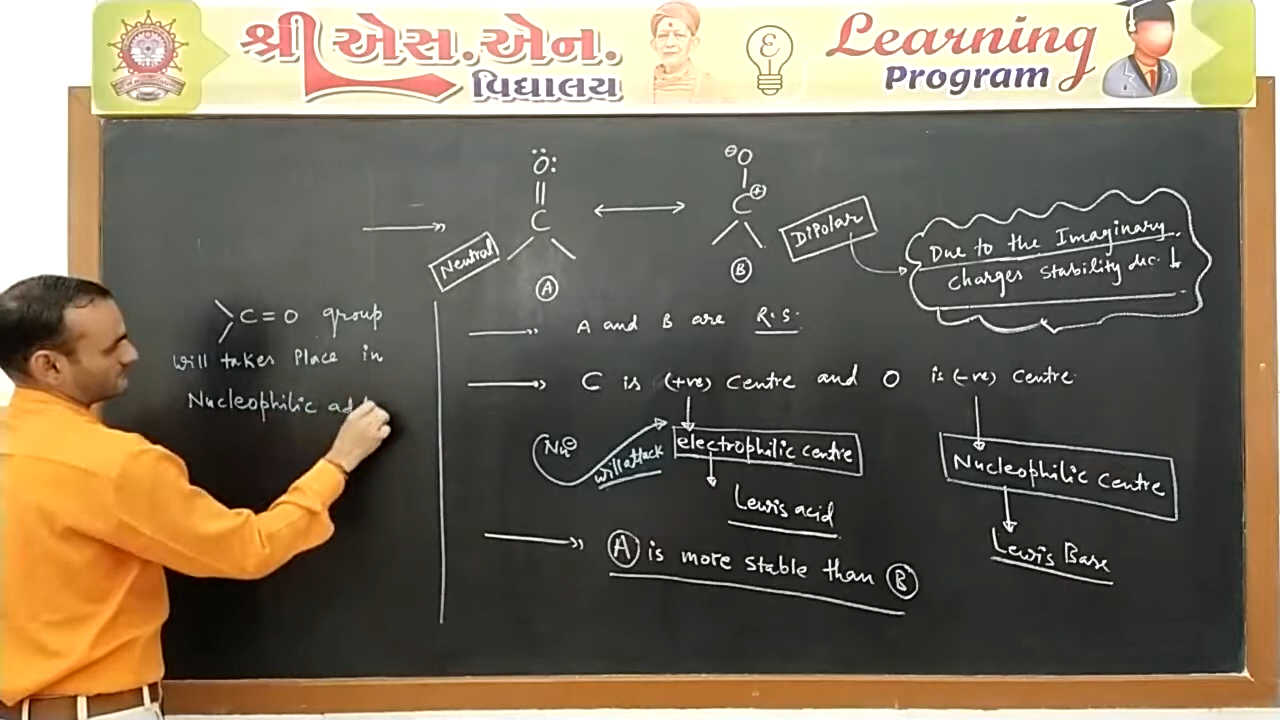 શ્રી એસ.એન.
વિદ્યાલય
Learning
Program
Ö:
||
C
Neutral
A
⊖O
|
C⊕
B
Dipolar
Due to the Imaginary
charges stability dec. ↓
>C=O group
will takes Place in
Nucleophilic
A and B are R.S.
C is (+ve) centre and O is (-ve) centre
Nu⊖
will attack
electrophilic centre
Lewis acid
Nucleophilic centre
Lewis Base
A is more stable than B